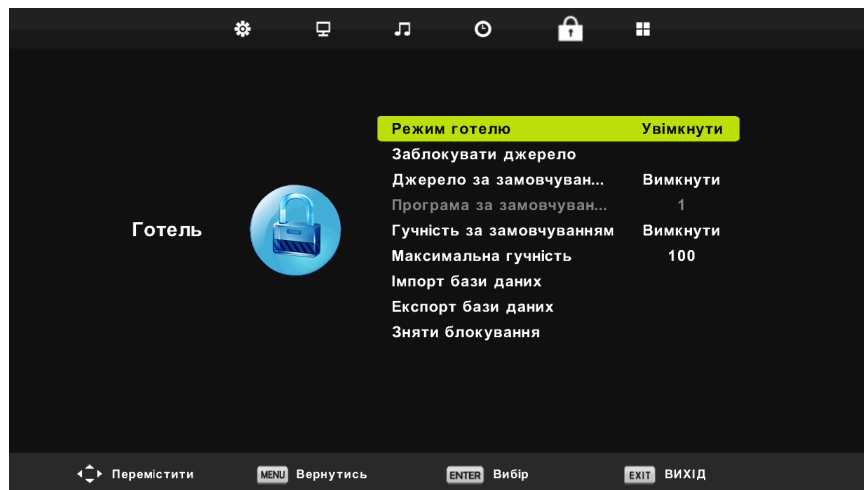 Режим готелю Увімкнути
Заблокувати джерело
Джерело за замовчуван... Вимкнути
Програма за замовчуван... 1
Готель
Гучність за замовчуванням Вимкнути
Максимальна гучність 100
Імпорт бази даних
Експорт бази даних
Зняти блокування
Перемістити MENU Вернутись ENTER Вибір EXIT ВИХІД